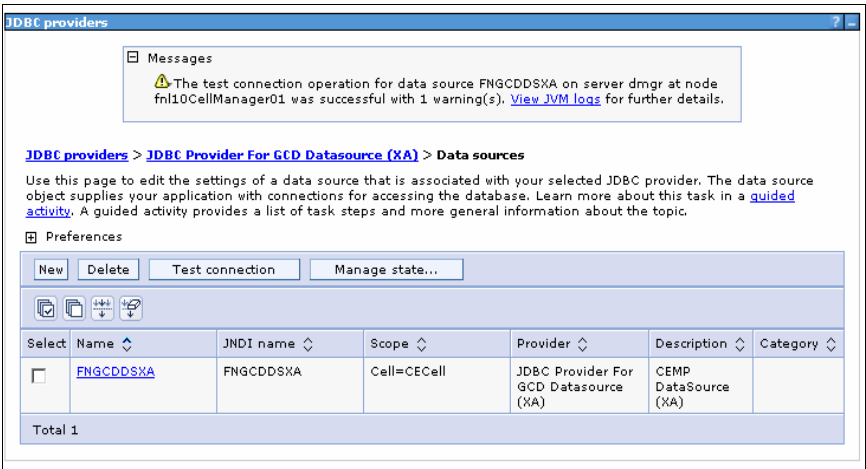 JDBC providers
? –
Messages
The test connection operation for data source FNGCDDSXA on server dmgr at node
fnl10CellManager01 was successful with 1 warning(s). View JVM logs for further details.
JDBC providers > JDBC Provider For GCD Datasource (XA) > Data sources
Use this page to edit the settings of a data source that is associated with your selected JDBC provider. The data source
object supplies your application with connections for accessing the database. Learn more about this task in a guided
activity. A guided activity provides a list of task steps and more general information about the topic.
Preferences
New Delete Test connection Manage state...
Select Name JNDI name Scope Provider Description Category
FNGCDDSXA FNGCDDSXA Cell=CECell JDBC Provider For CEMP
GCD Datasource DataSource
(XA) (XA)
Total 1